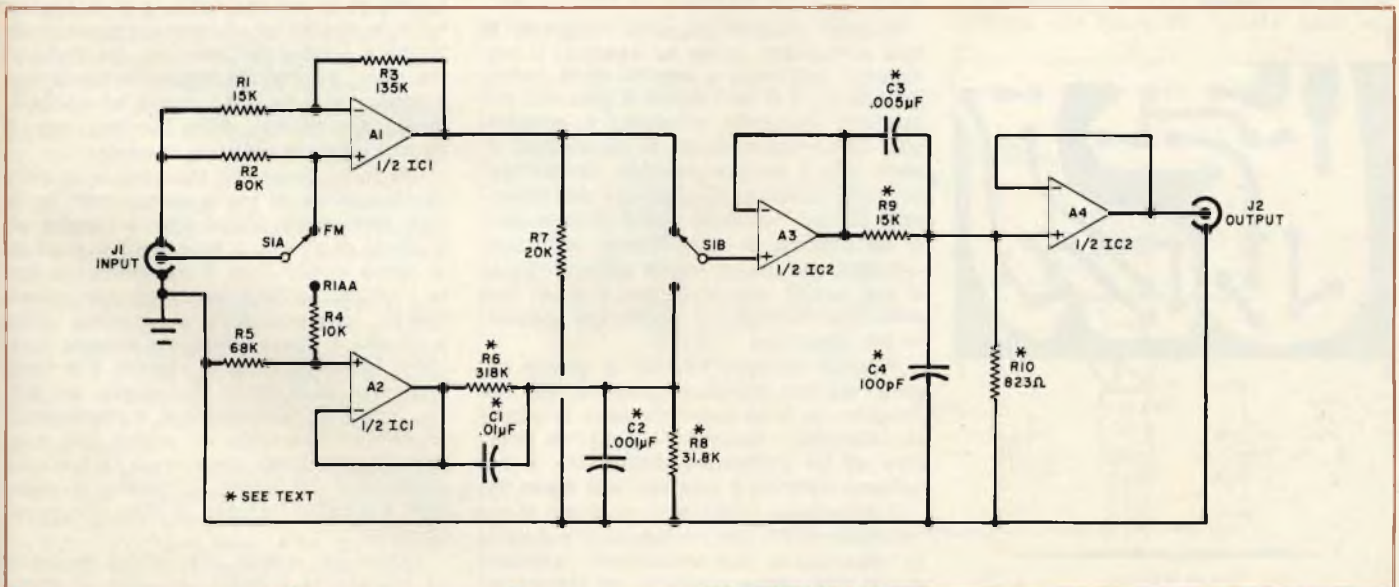 R1
15K
R2
80K
R3
135K
A1
1/2 IC1
J1
INPUT
S1A
FM
RIAA
R4
10K
R5
68K
A2
1/2 IC1
*
R6
318K
*
C1
.01µF
R7
20K
*
C2
.001µF
*
R8
31.8K
S1B
A3
1/2 IC2
*
C3
.005µF
*
R9
15K
*
C4
100pF
*
R10
823Ω
A4
1/2 IC2
J2
OUTPUT
* SEE TEXT